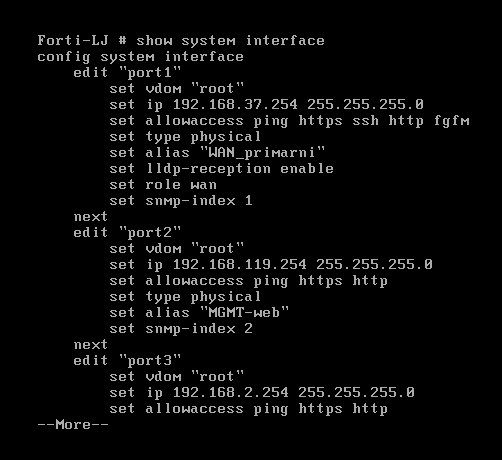 Forti-LJ # show system interface
config system interface
    edit "port1"
        set vdom "root"
        set ip 192.168.37.254 255.255.255.0
        set allowaccess ping https ssh http fgfm
        set type physical
        set alias "WAN_primarni"
        set lldp-reception enable
        set role wan
        set snmp-index 1
    next
    edit "port2"
        set vdom "root"
        set ip 192.168.119.254 255.255.255.0
        set allowaccess ping https http
        set type physical
        set alias "MGMT-web"
        set snmp-index 2
    next
    edit "port3"
        set vdom "root"
        set ip 192.168.2.254 255.255.255.0
        set allowaccess ping https http
--More--